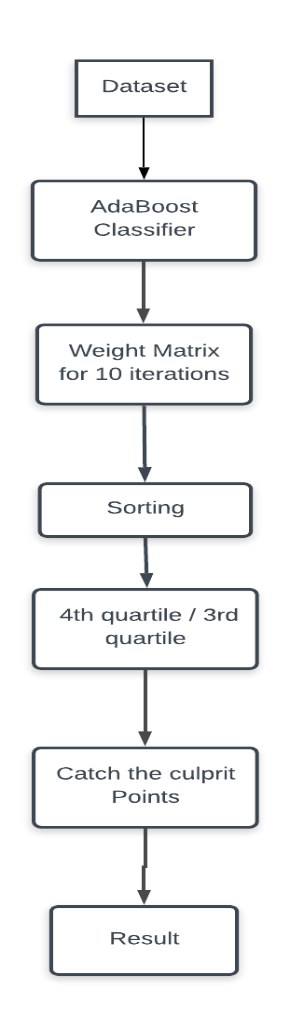 Dataset
AdaBoost
Classifier
Weight Matrix
for 10 iterations
Sorting
4th quartile / 3rd
quartile
Catch the culprit
Points
Result